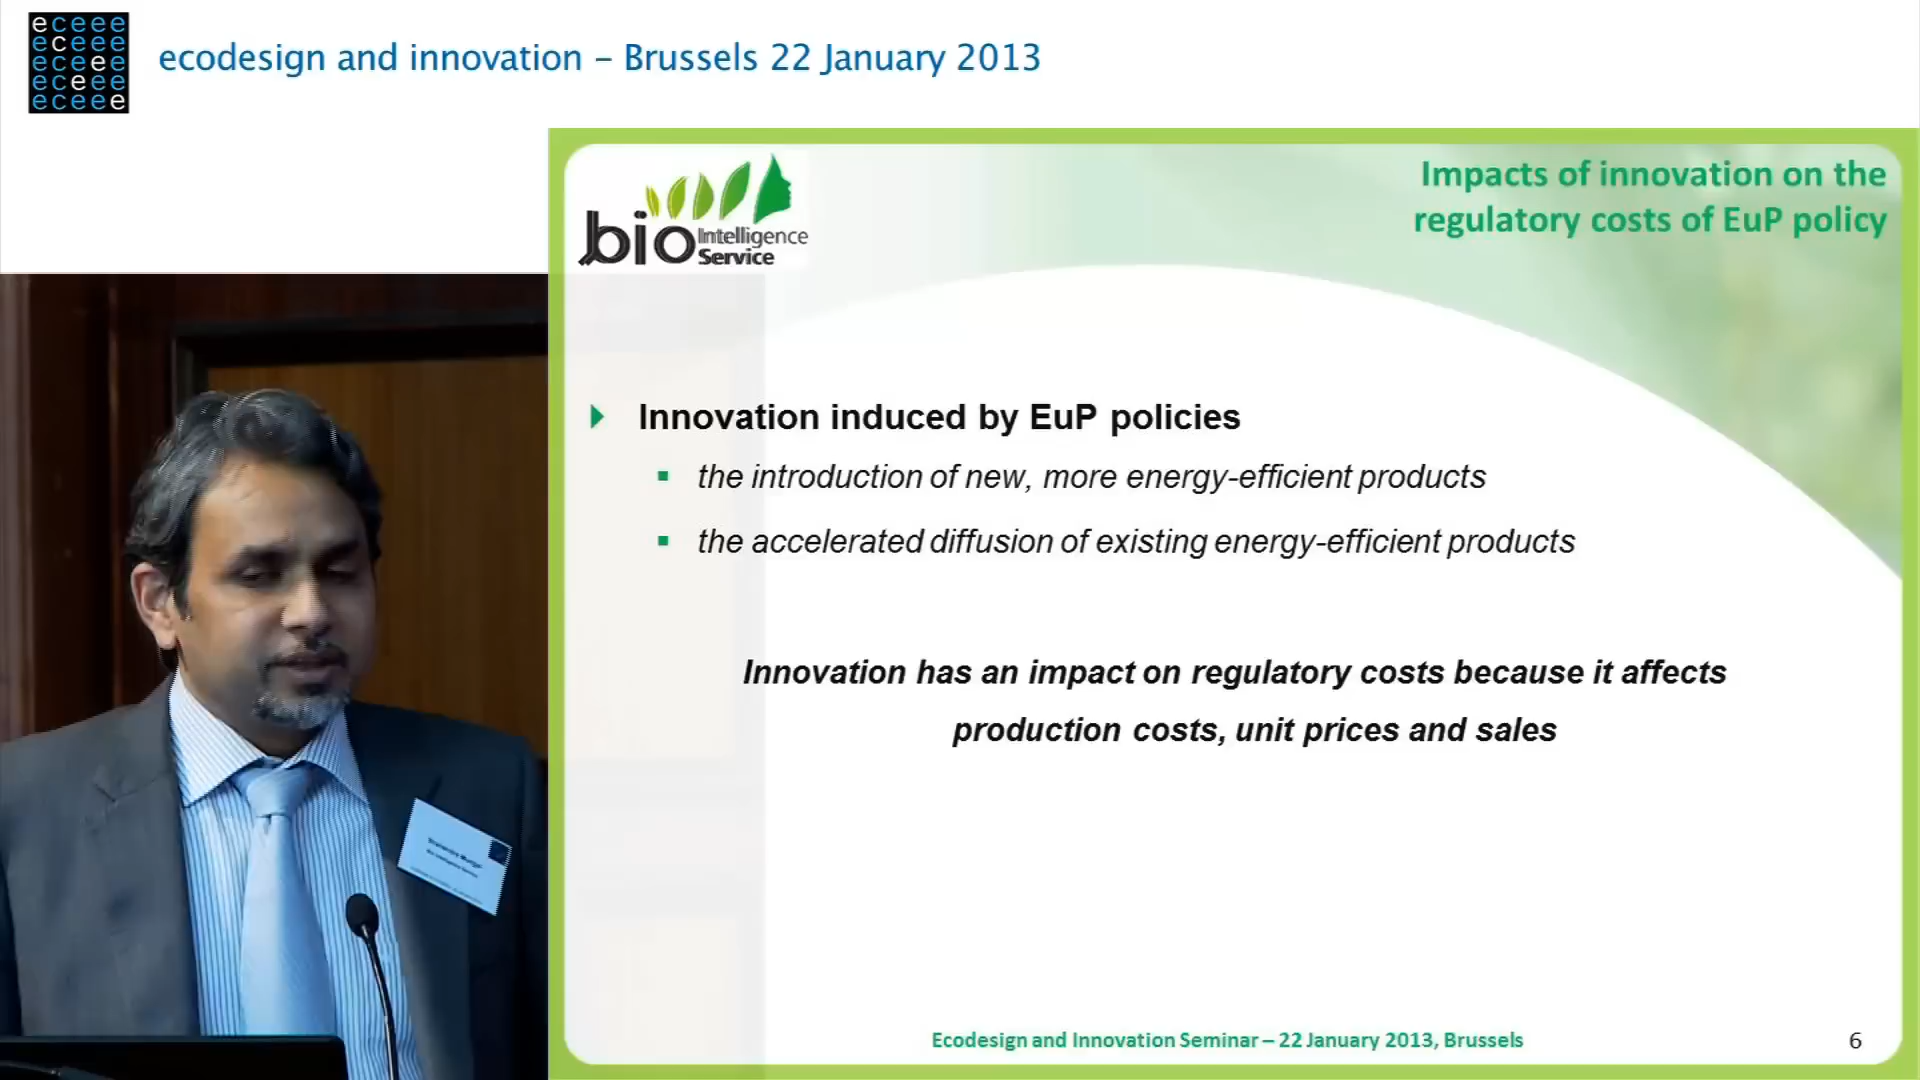 eceee
eceee
eceee
eceee
eceee
ecodesign and innovation – Brussels 22 January 2013
bio Intelligence
Service
Impacts of innovation on the
regulatory costs of EuP policy
Innovation induced by EuP policies
the introduction of new, more energy-efficient products
the accelerated diffusion of existing energy-efficient products
Innovation has an impact on regulatory costs because it affects
production costs, unit prices and sales
Ecodesign and Innovation Seminar – 22 January 2013, Brussels
6